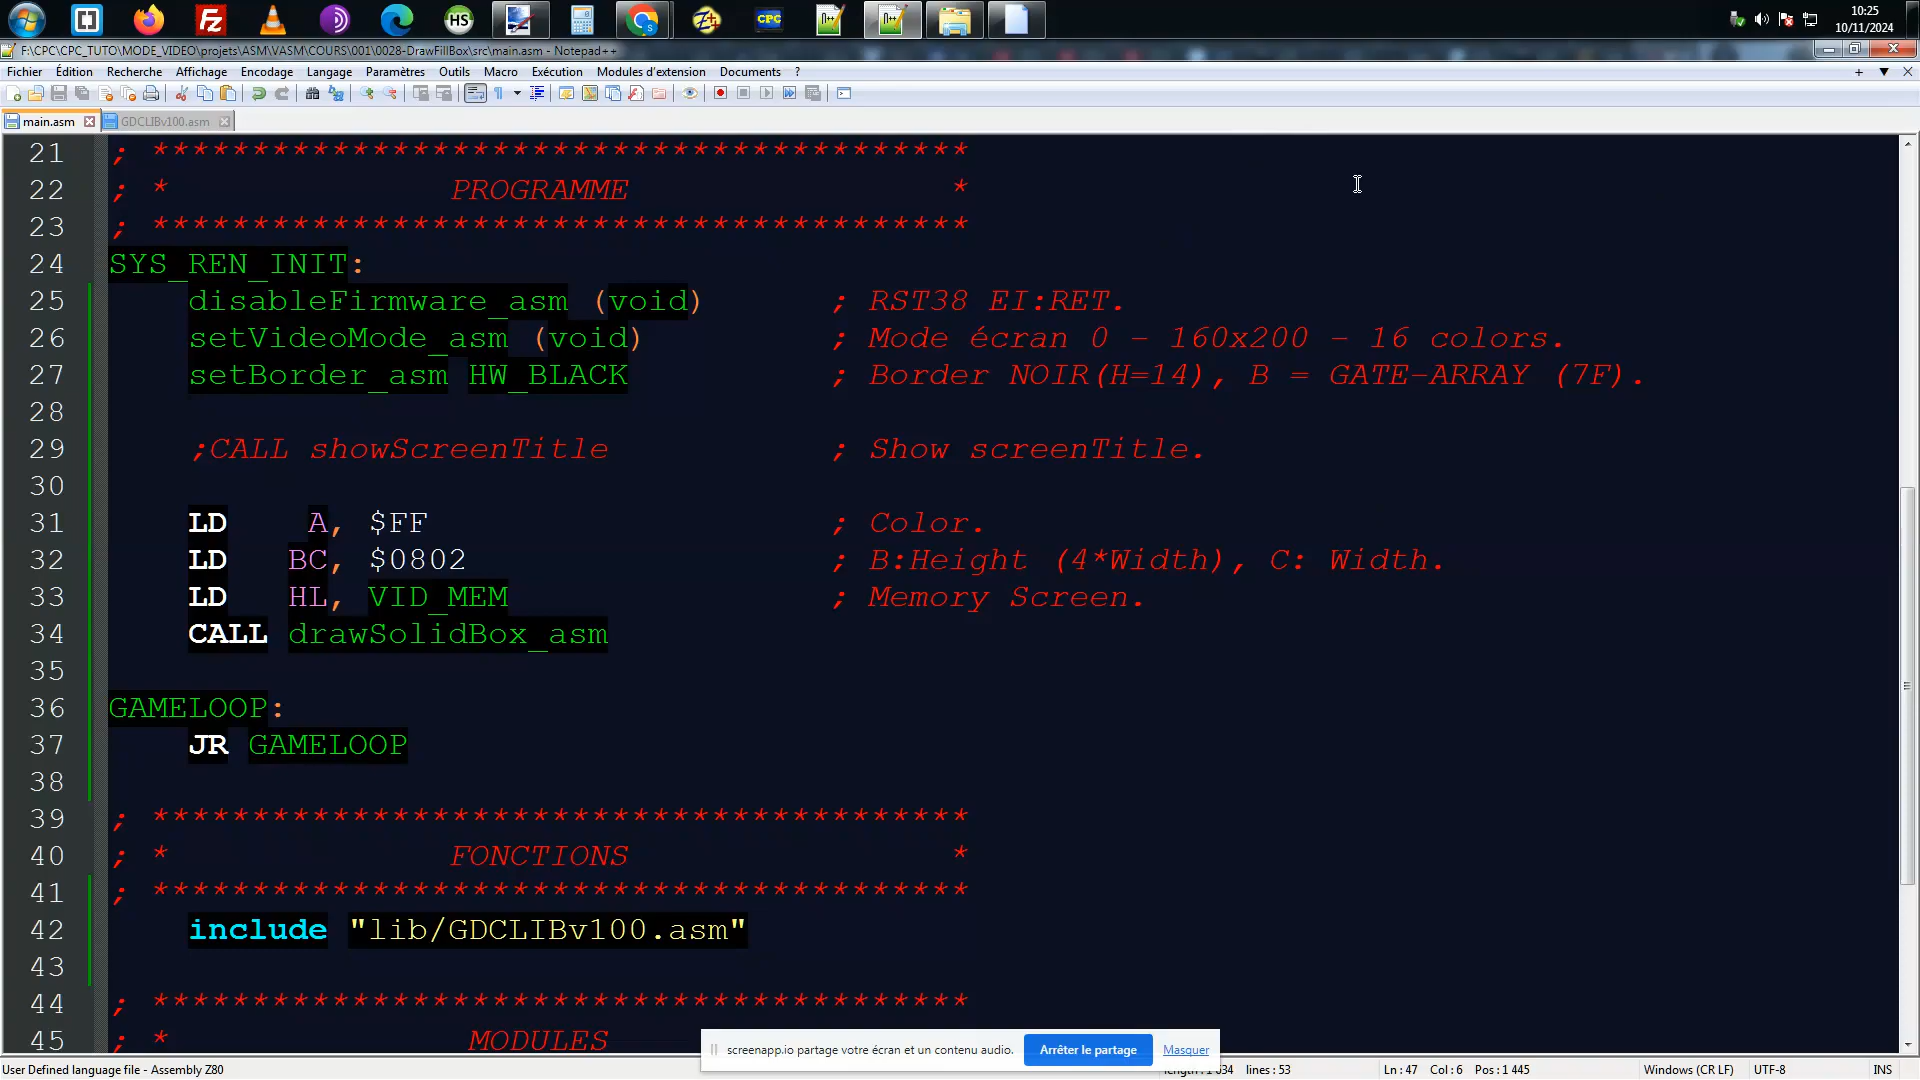 10:25
10/11/2024
F:\CPC\CPC_TUTO\MODE_VIDEO\projets\ASM\VASM\COURS\001\0028-DrawFillBox\src\main.asm - Notepad++
Fichier Édition Recherche Affichage Encodage Langage Paramètres Outils Macro Exécution Modules d'extension Documents ?
main.asm GDCLIBv100.asm
21 ; *****************************************
22 ; * PROGRAMME *
23 ; *****************************************
24 SYS_REN_INIT:
25 disableFirmware_asm (void) ; RST38 EI:RET.
26 setVideoMode_asm (void) ; Mode écran 0 - 160x200 - 16 colors.
27 setBorder_asm HW_BLACK ; Border NOIR(H=14), B = GATE-ARRAY (7F).
28
29 ;CALL showScreenTitle ; Show screenTitle.
30
31 LD A, $FF ; Color.
32 LD BC, $0802 ; B:Height (4*Width), C: Width.
33 LD HL, VID_MEM ; Memory Screen.
34 CALL drawSolidBox_asm
35
36 GAMELOOP:
37 JR GAMELOOP
38
39 ; *****************************************
40 ; * FONCTIONS *
41 ; *****************************************
42 include "lib/GDCLIBv100.asm"
43
44 ; *****************************************
45 ; * MODULES
screenapp.io partage votre écran et un contenu audio. Arrêter le partage Masquer
User Defined language file - Assembly Z80 lines : 53 Ln : 47 Col : 6 Pos : 1 445 Windows (CR LF) UTF-8 INS